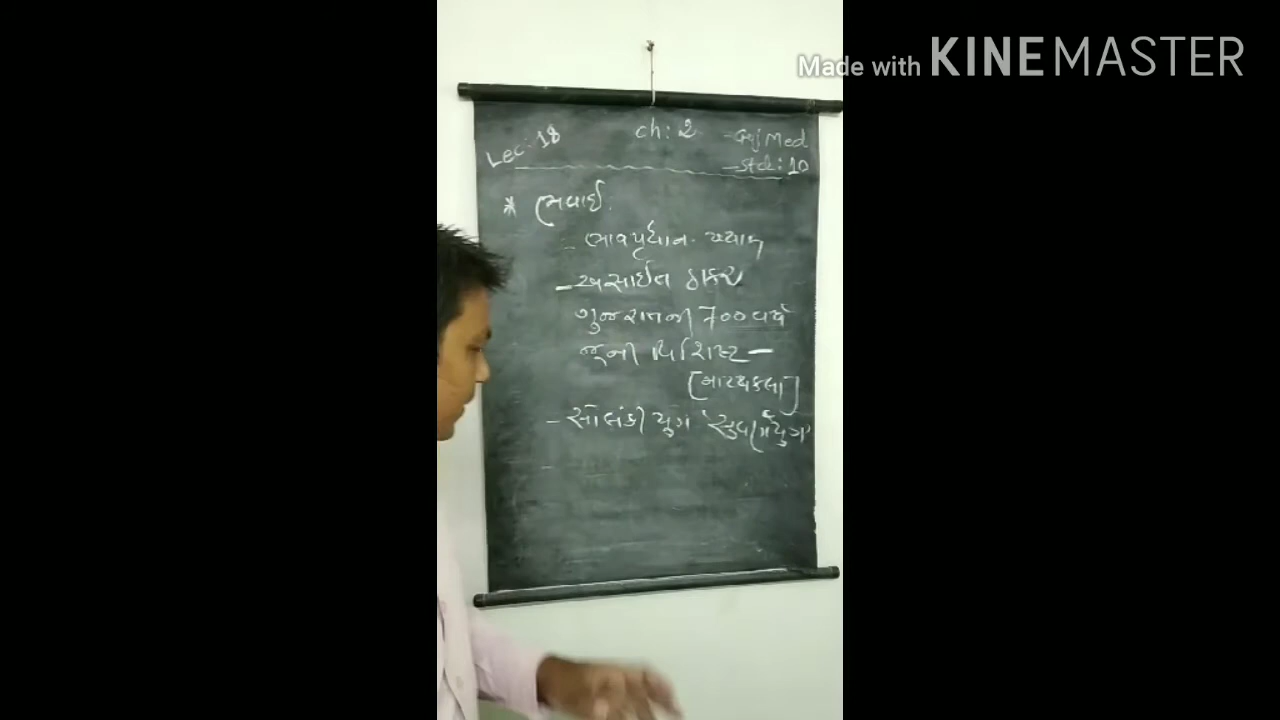 Made with KINEMASTER
Lec: 18 ch: 2 - Guj Med
- Std: 10
* ભવાઈ.
- ભાવપ્રધાન
- અસાઈત ઠાકર
ગુજરાતની 700 વર્ષ
જૂની વિશિષ્ટ -
[નાટ્યકલા]
- સોલંકી યુગ 'સુવર્ણયુગ'